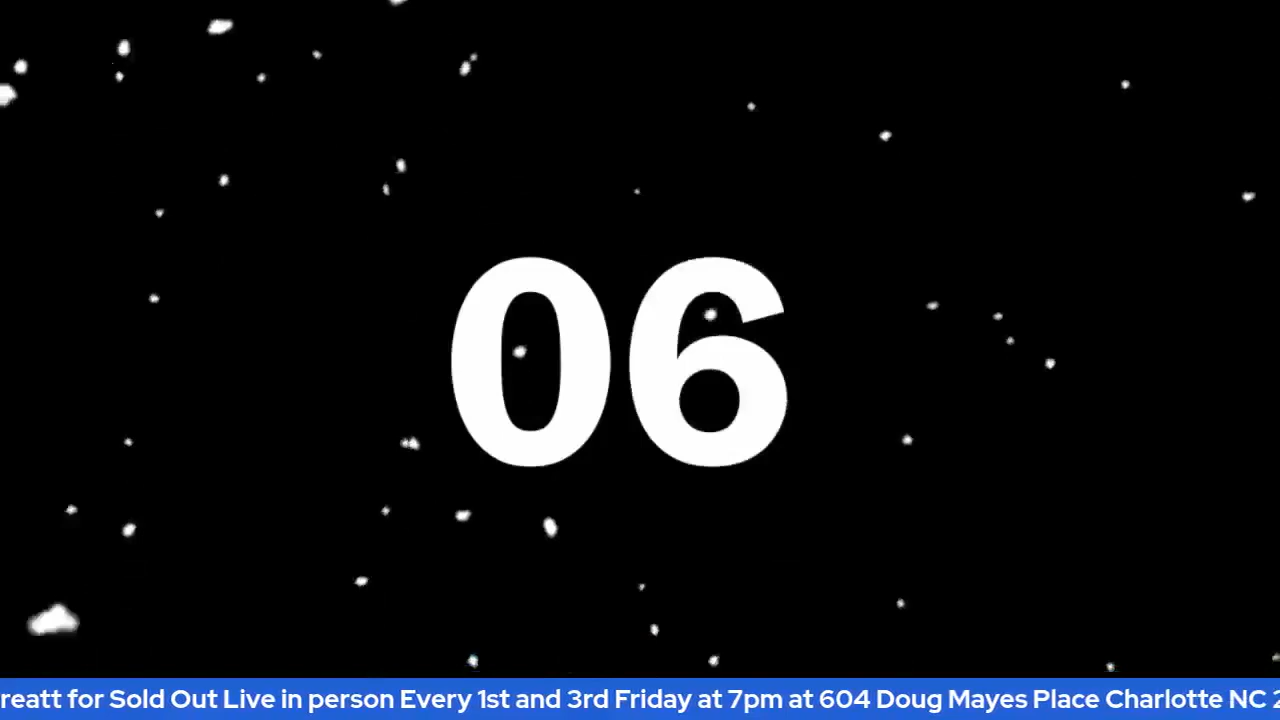 06
reatt for Sold Out Live in person Every 1st and 3rd Friday at 7pm at 604 Doug Mayes Place Charlotte NC